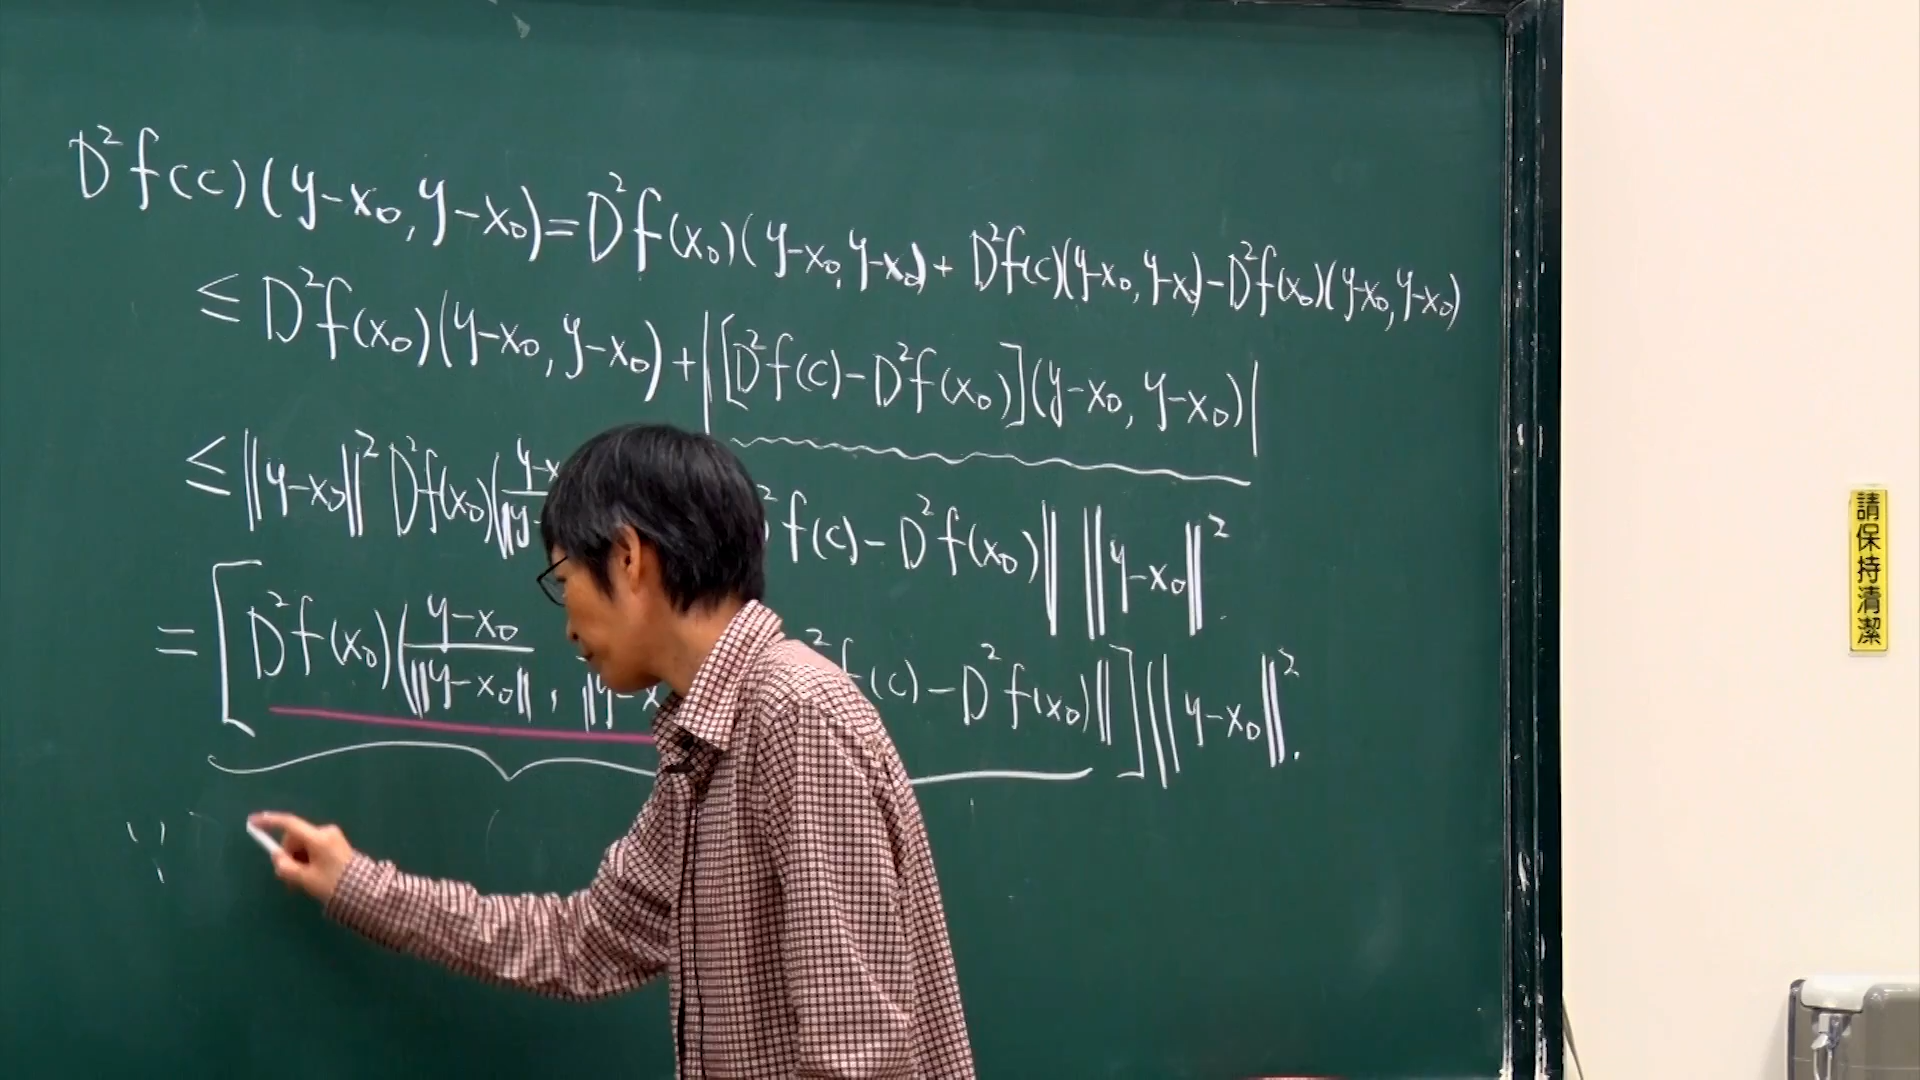 D²f(c)(y-x₀,y-x₀)=D²f(x₀)(y-x₀,y-x₀)+D²f(c)(y-x₀,y-x₀)-D²f(x₀)(y-x₀,y-x₀)
≤D²f(x₀)(y-x₀,y-x₀)+|[D²f(c)-D²f(x₀)](y-x₀,y-x₀)|
≤‖y-x₀‖²D²f(x₀)( f(c)-D²f(x₀)‖ ‖y-x₀‖².
=[D²f(x₀)(y-x₀/‖y-x₀‖, f(c)-D²f(x₀)‖]‖y-x₀‖².
請保持清潔